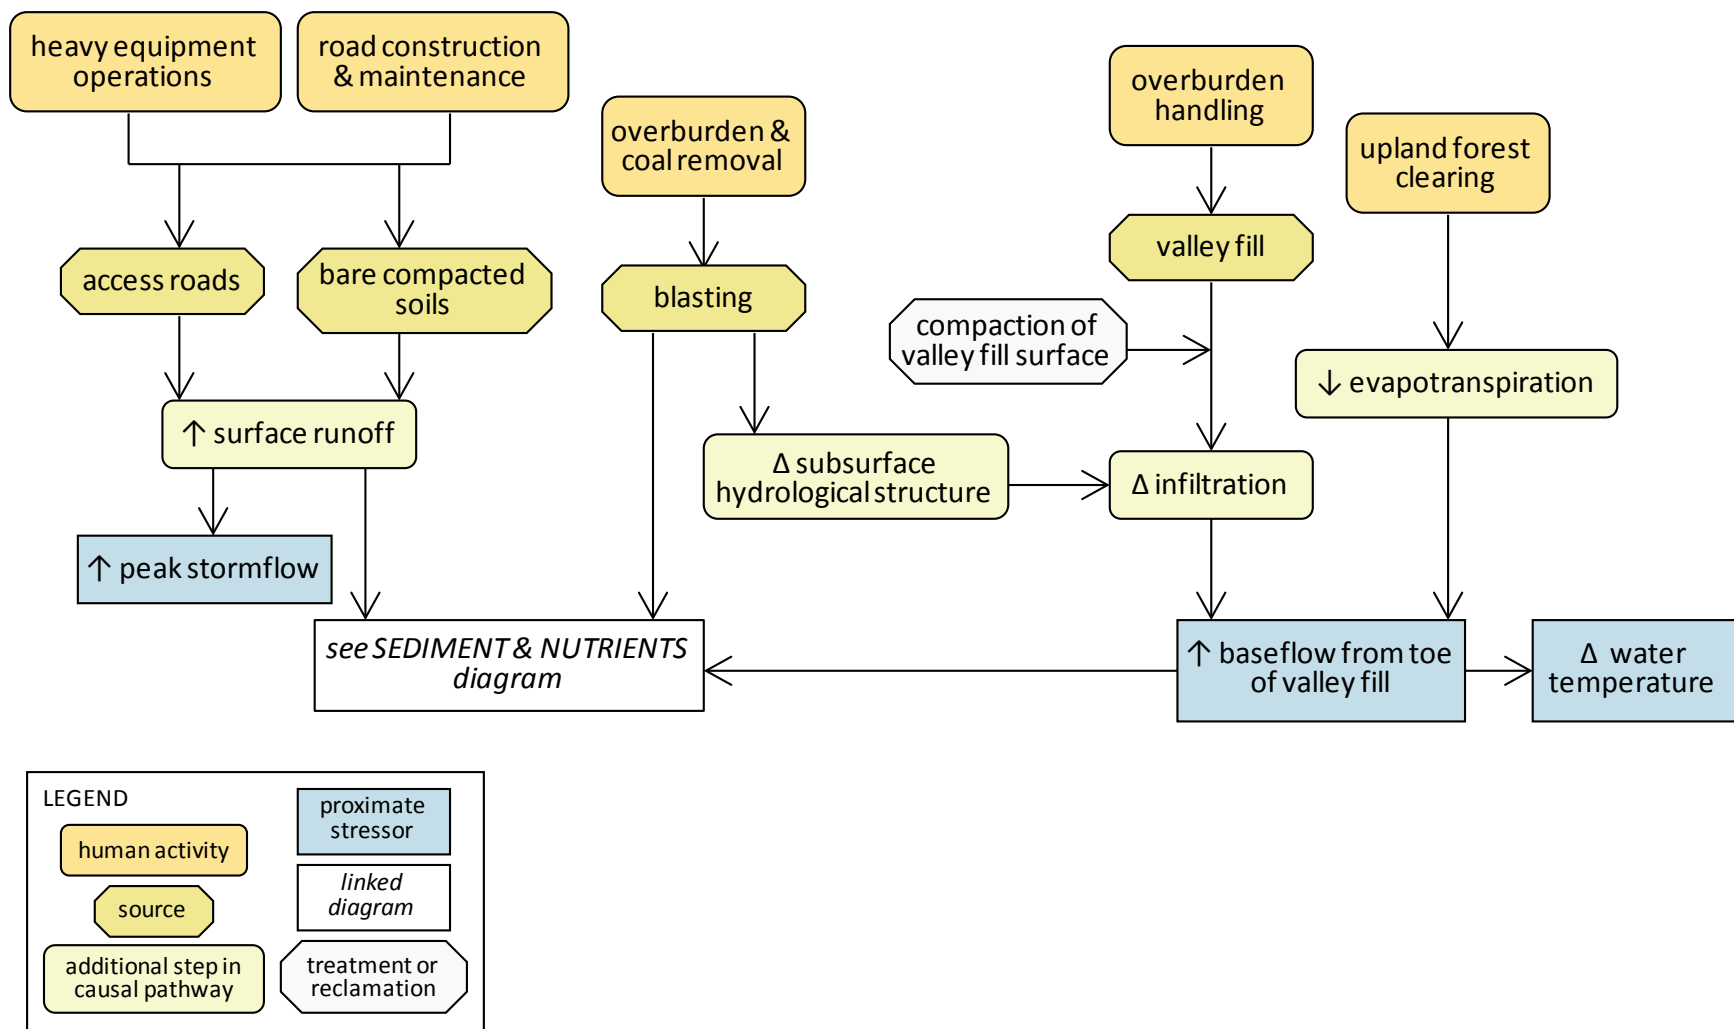 heavy equipment
operations
road construction
& maintenance
overburden &
coal removal
overburden
handling
upland forest
clearing
access roads
bare compacted
soils
blasting
valley fill
compaction of
valley fill surface
↓ evapotranspiration
↑ surface runoff
Δ subsurface
hydrological structure
Δ infiltration
↑ peak stormflow
see SEDIMENT & NUTRIENTS
diagram
↑ baseflow from toe
of valley fill
Δ water
temperature
LEGEND
human activity
source
additional step in
causal pathway
proximate
stressor
linked
diagram
treatment or
reclamation